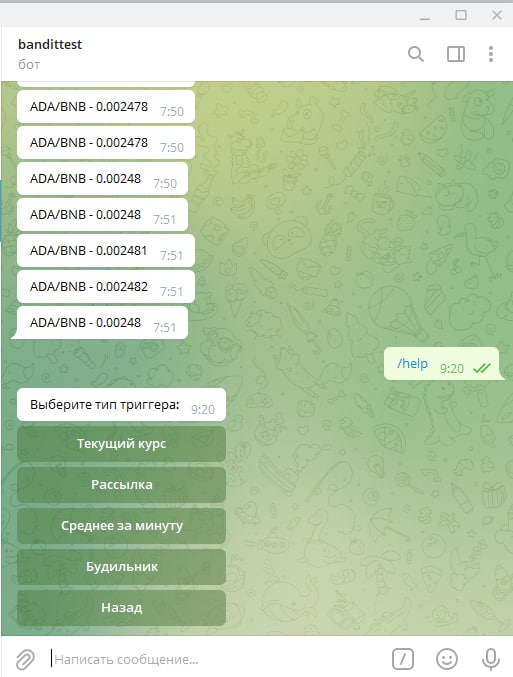 bandittest
бот
ADA/BNB - 0.002478 7:50
ADA/BNB - 0.002478 7:50
ADA/BNB - 0.00248 7:50
ADA/BNB - 0.00248 7:51
ADA/BNB - 0.002481 7:51
ADA/BNB - 0.002482 7:51
ADA/BNB - 0.00248 7:51
/help 9:20
Выберите тип триггера: 9:20
Текущий курс
Рассылка
Среднее за минуту
Будильник
Назад
Написать сообщение...